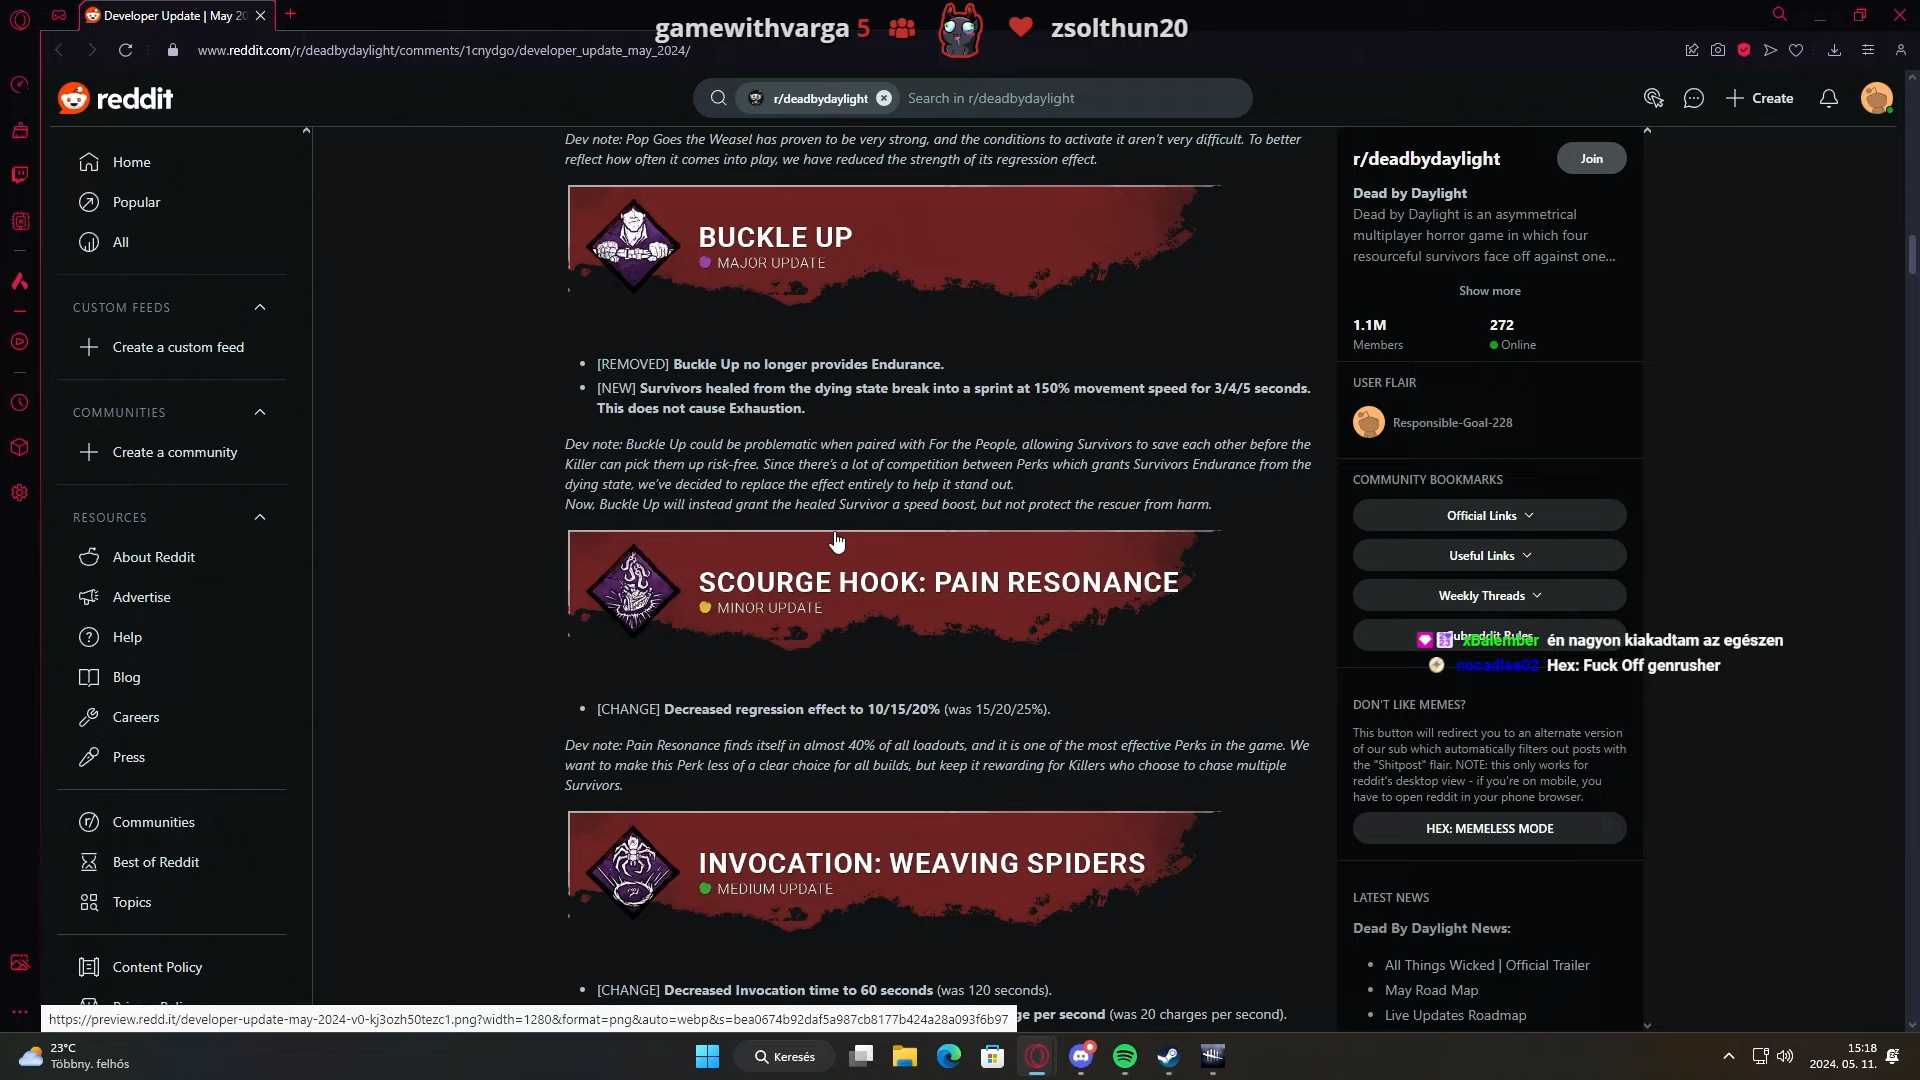 Developer Update | May 20
gamewithvarga 5
zsolthun20
www.reddit.com/r/deadbydaylight/comments/1cnydgo/developer_update_may_2024/
reddit
r/deadbydaylight
Search in r/deadbydaylight
Create
Home
Popular
All
CUSTOM FEEDS
Create a custom feed
COMMUNITIES
Create a community
RESOURCES
About Reddit
Advertise
Help
Blog
Careers
Press
Communities
Best of Reddit
Topics
Content Policy
Dev note: Pop Goes the Weasel has proven to be very strong, and the conditions to activate it aren't very difficult. To better
reflect how often it comes into play, we have reduced the strength of its regression effect.
BUCKLE UP
MAJOR UPDATE
• [REMOVED] Buckle Up no longer provides Endurance.
• [NEW] Survivors healed from the dying state break into a sprint at 150% movement speed for 3/4/5 seconds.
This does not cause Exhaustion.
Dev note: Buckle Up could be problematic when paired with For the People, allowing Survivors to save each other before the
Killer can pick them up risk-free. Since there's a lot of competition between Perks which grants Survivors Endurance from the
dying state, we've decided to replace the effect entirely to help it stand out.
Now, Buckle Up will instead grant the healed Survivor a speed boost, but not protect the rescuer from harm.
SCOURGE HOOK: PAIN RESONANCE
MINOR UPDATE
• [CHANGE] Decreased regression effect to 10/15/20% (was 15/20/25%).
Dev note: Pain Resonance finds itself in almost 40% of all loadouts, and it is one of the most effective Perks in the game. We
want to make this Perk less of a clear choice for all builds, but keep it rewarding for Killers who choose to chase multiple
Survivors.
INVOCATION: WEAVING SPIDERS
MEDIUM UPDATE
• [CHANGE] Decreased Invocation time to 60 seconds (was 120 seconds).
ge per second (was 20 charges per second).
https://preview.redd.it/developer-update-may-2024-v0-kj3ozh50tezc1.png?width=1280&format=png&auto=webp&s=bea0674b92daf5a987cb8177b424a28a093f6b97
r/deadbydaylight
Join
Dead by Daylight
Dead by Daylight is an asymmetrical
multiplayer horror game in which four
resourceful survivors face off against one...
Show more
1.1M
272
Members
Online
USER FLAIR
Responsible-Goal-228
COMMUNITY BOOKMARKS
Official Links
Useful Links
Weekly Threads
Subreddit Rules
xBalember én nagyon kiakadtam az egészen
nocadlee02 Hex: Fuck Off genrusher
DON'T LIKE MEMES?
This button will redirect you to an alternate version
of our sub which automatically filters out posts with
the "Shitpost" flair. NOTE: this only works for
reddit's desktop view - if you're on mobile, you
have to open reddit in your phone browser.
HEX: MEMELESS MODE
LATEST NEWS
Dead By Daylight News:
• All Things Wicked | Official Trailer
• May Road Map
• Live Updates Roadmap
23°C
Többny. felhős
Keresés
15:18
2024. 05. 11.